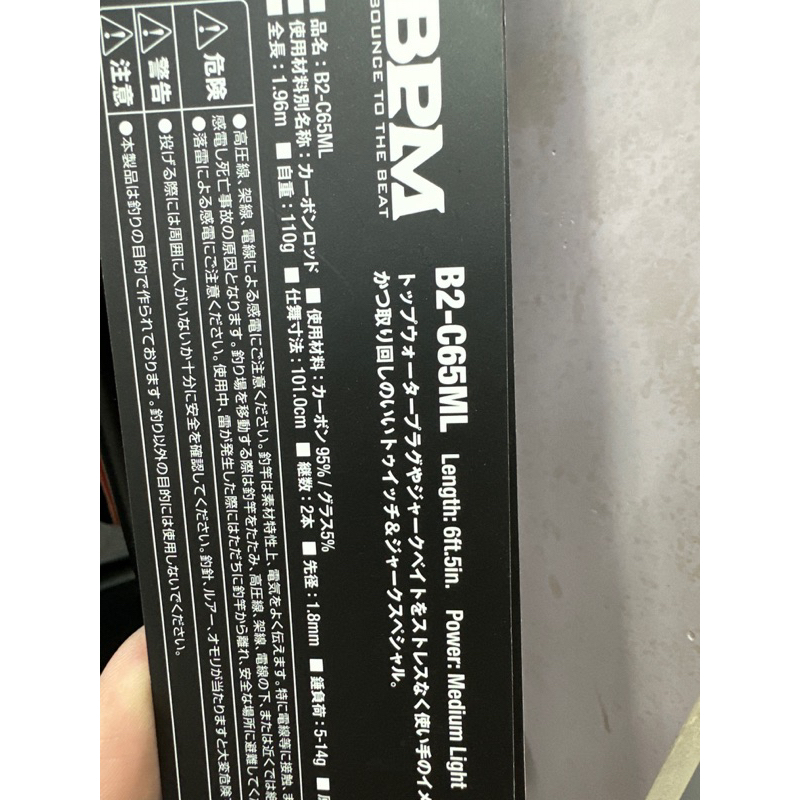 BPM
BOUNCE TO THE BEAT
B2-C65ML Length: 6ft.5in. Power: Medium Light
トップウォータープラグやジャークベイトをストレスなく使い手のイメ
かつ取り回しのいいトゥイッチ&ジャークスペシャル。
■品名：B2-C65ML
■使用材料別名称：カーボンロッド ■使用材料：カーボン 95% / グラス5%
■全長：1.96m ■自重：110g ■仕舞寸法：101.0cm ■継数：2本 ■先径：1.8mm ■錘負荷：5-14g
危険
●高圧線、架線、電線による感電にご注意ください。釣竿は素材特性上、電気をよく伝えます。特に電線等に接触、ま
感電し死亡事故の原因となります。釣り場を移動する際は釣竿をたたみ、高圧線、架線、電線の下、または近くでは絶
●落雷による感電にご注意ください。使用中、雷が発生した際にはただちに釣竿から離れ、安全な場所に避難してく
警告
●投げる際には周囲に人がいないか十分に安全を確認してください。釣針、ルアー、オモリが当たりますと大変危険
注意
●本製品は釣りの目的で作られております。釣り以外の目的には使用しないでください。